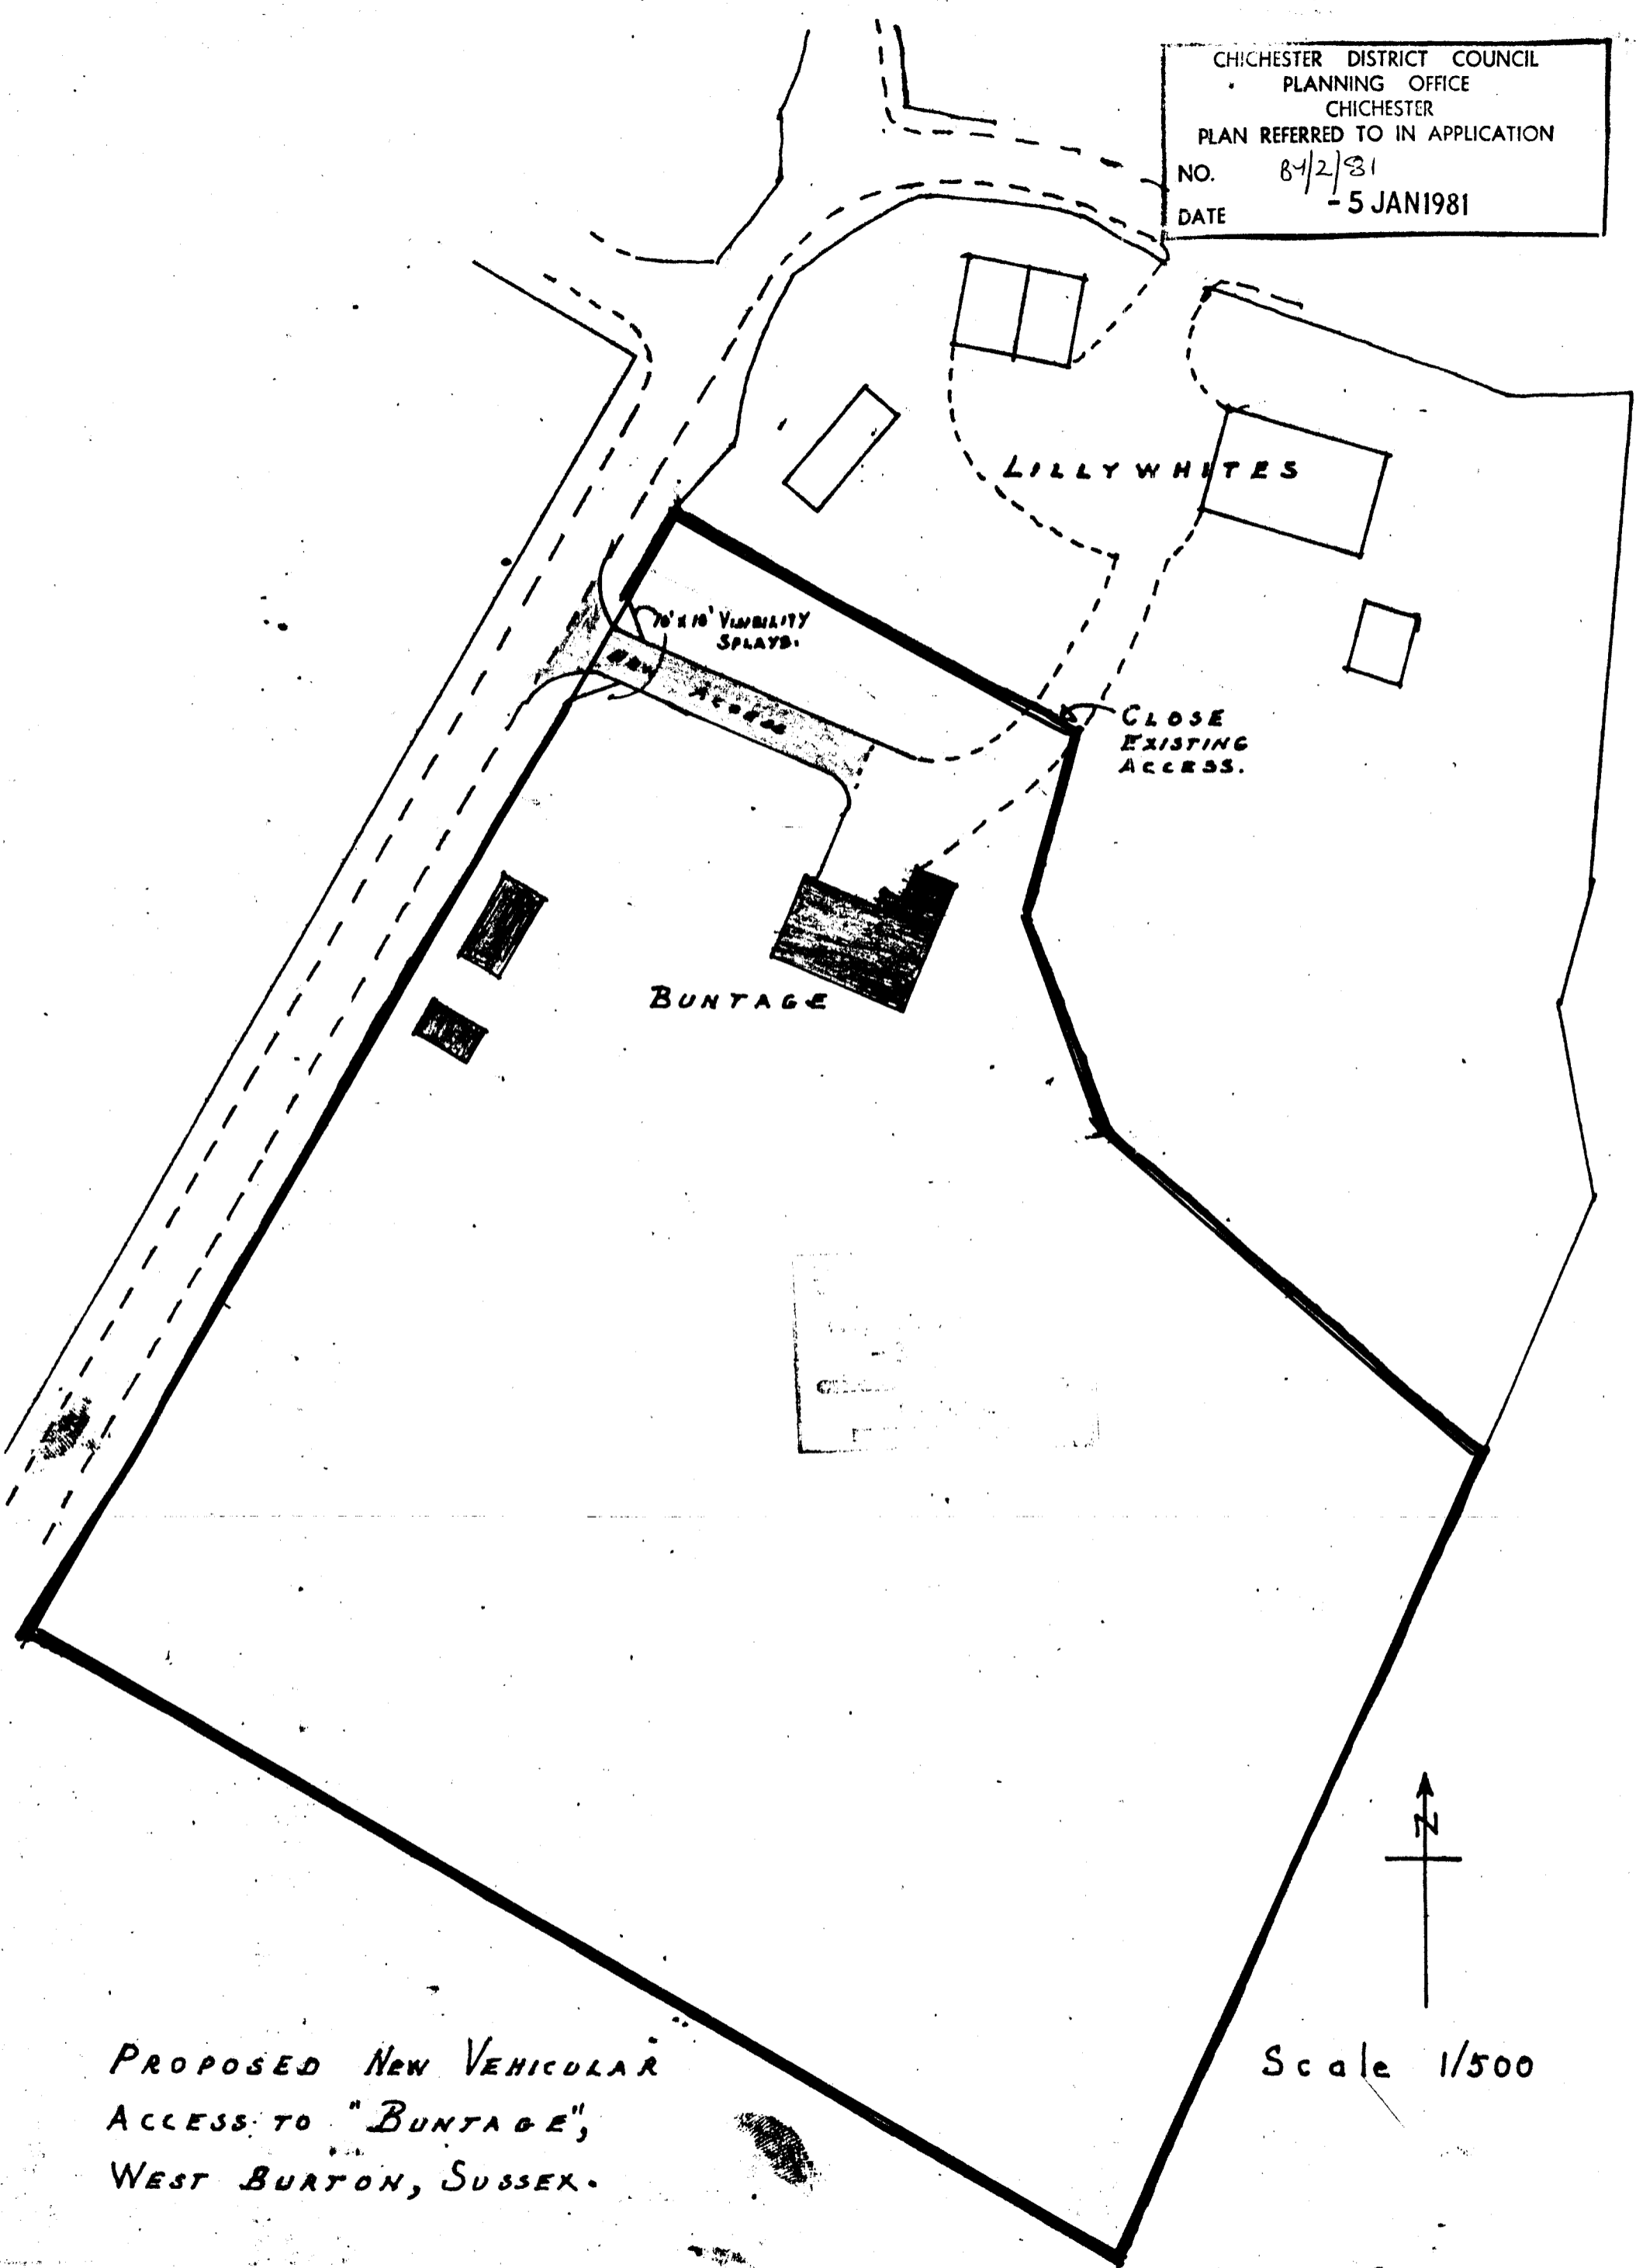 CHICHESTER DISTRICT COUNCIL
PLANNING OFFICE
CHICHESTER
PLAN REFERRED TO IN APPLICATION
NO. BY/2/81
DATE - 5 JAN 1981
LILLYWHITES
10' x 10' VISIBILITY
SPLAYS.
NEW ACCESS
CLOSE
EXISTING
ACCESS.
BUNTAGE
N
Scale 1/500
PROPOSED NEW VEHICULAR
ACCESS TO "BUNTAGE",
WEST BURTON, SUSSEX.